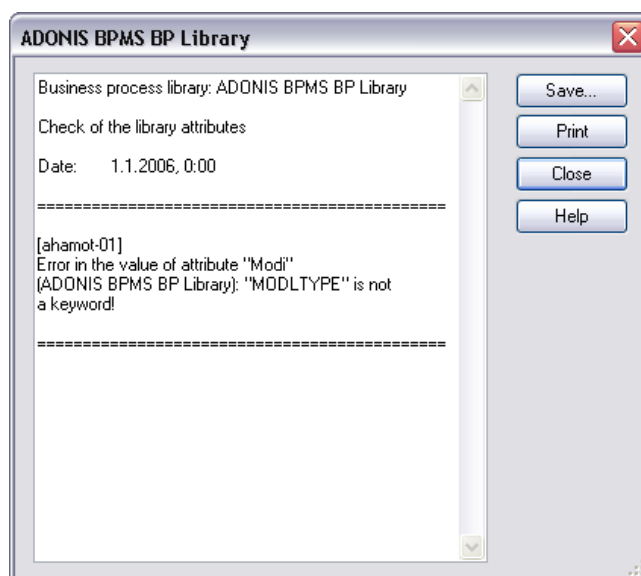 ADONIS BPMS BP Library
Business process library: ADONIS BPMS BP Library
Check of the library attributes
Date: 1.1.2006, 0:00
==============================================
[ahamot-01]
Error in the value of attribute "Modi"
(ADONIS BPMS BP Library): "MODLTYPE" is not
a keyword!
==============================================
Save...
Print
Close
Help